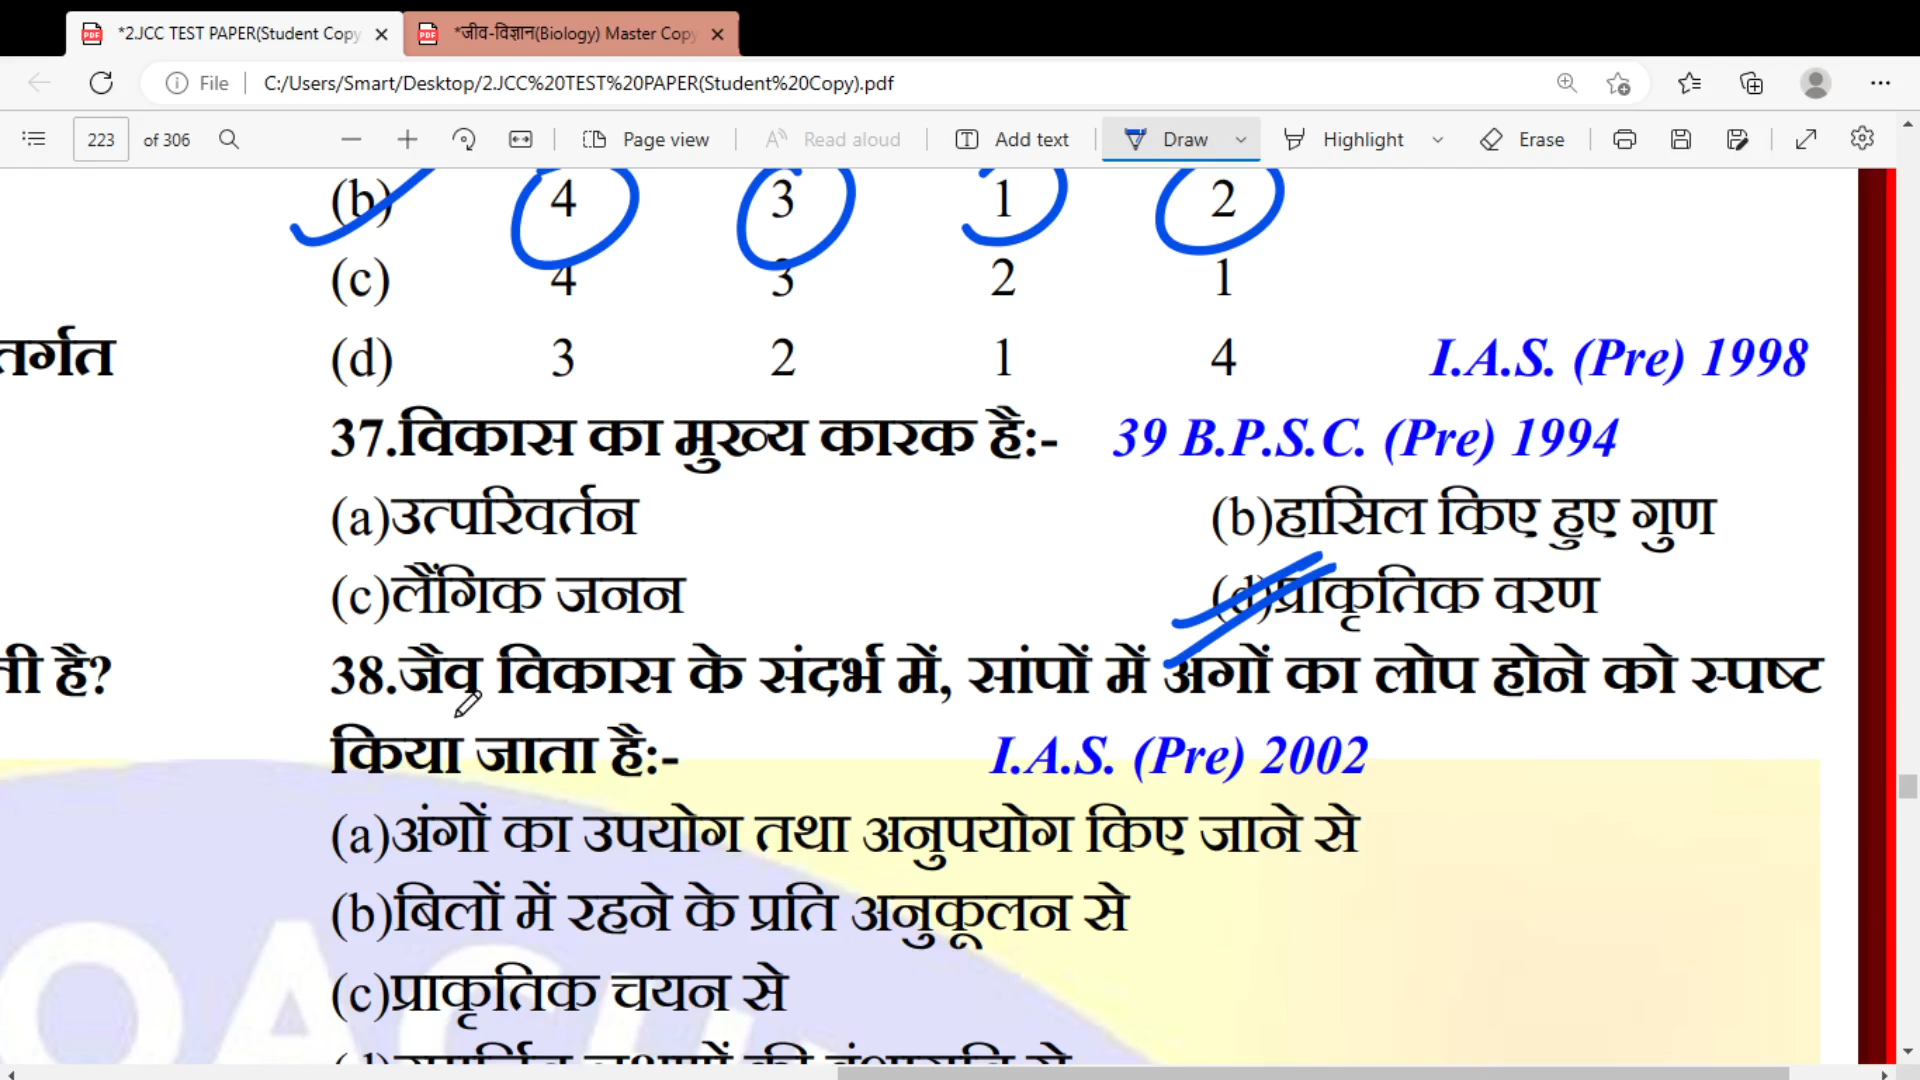 *2.JCC TEST PAPER(Student Copy
*जीव-विज्ञान(Biology) Master Copy
File C:/Users/Smart/Desktop/2.JCC%20TEST%20PAPER(Student%20Copy).pdf
223 of 306 Page view Read aloud Add text Draw Highlight Erase
(b) 4 3 1 2
(c) 4 3 2 1
तर्गत (d) 3 2 1 4 I.A.S. (Pre) 1998
37.विकास का मुख्य कारक है:- 39 B.P.S.C. (Pre) 1994
(a)उत्परिवर्तन (b)हासिल किए हुए गुण
(c)लैंगिक जनन (d)प्राकृतिक वरण
ती है? 38.जैव विकास के संदर्भ में, सांपों में अंगों का लोप होने को स्पष्ट
किया जाता है:- I.A.S. (Pre) 2002
(a)अंगों का उपयोग तथा अनुपयोग किए जाने से
(b)बिलों में रहने के प्रति अनुकूलन से
(c)प्राकृतिक चयन से